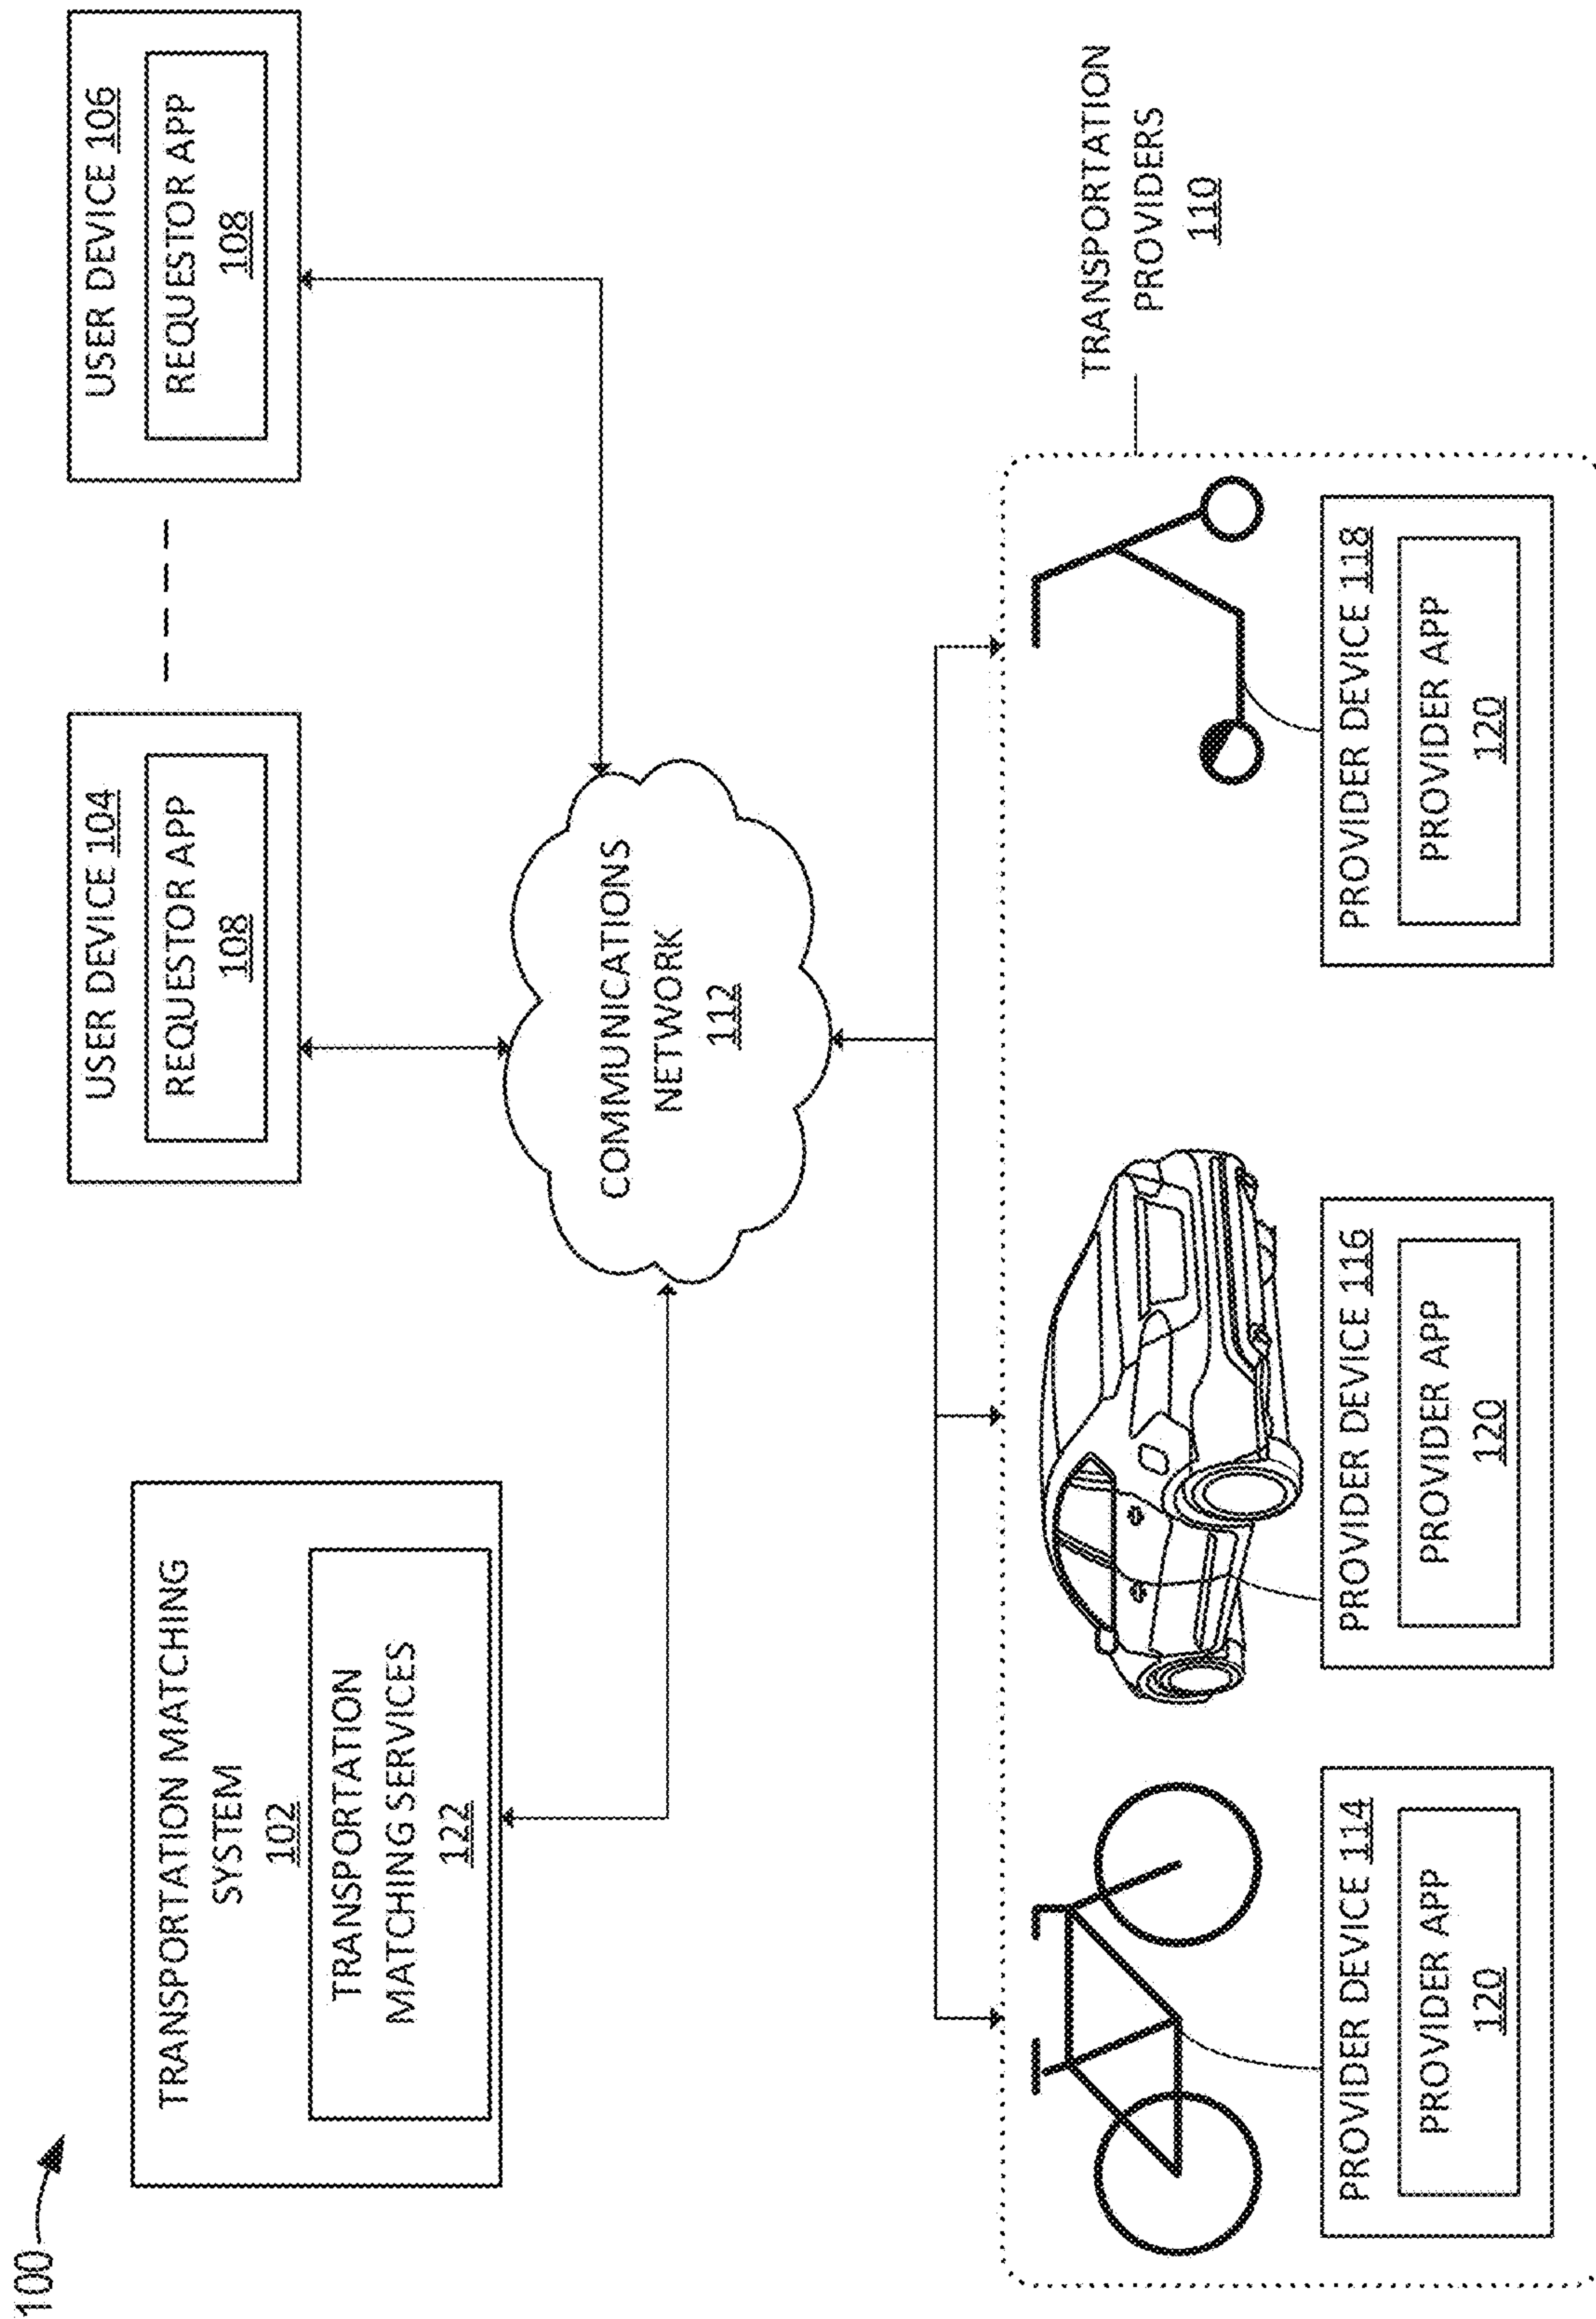 100
TRANSPORTATION MATCHING
SYSTEM
102
TRANSPORTATION
MATCHING SERVICES
122
USER DEVICE 104
REQUESTOR APP
108
USER DEVICE 106
REQUESTOR APP
108
COMMUNICATIONS
NETWORK
112
TRANSPORTATION
PROVIDERS
110
PROVIDER DEVICE 114
PROVIDER APP
120
PROVIDER DEVICE 116
PROVIDER APP
120
PROVIDER DEVICE 118
PROVIDER APP
120